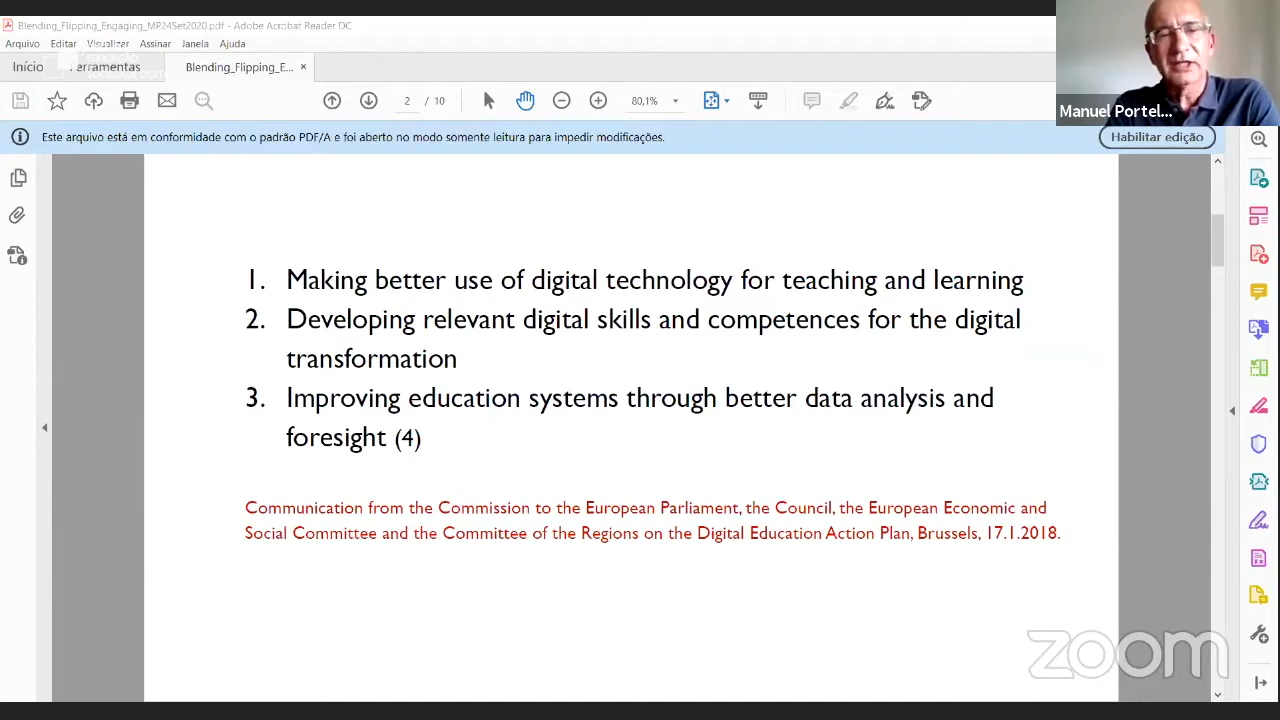 Blending_Flipping_Engaging_MP24Set2020.pdf - Adobe Acrobat Reader DC
Arquivo Editar Visualizar Assinar Janela Ajuda
Início Ferramentas Blending_Flipping_E... ×
2 / 10 80,1%
Manuel Portel...
Este arquivo está em conformidade com o padrão PDF/A e foi aberto no modo somente leitura para impedir modificações. Habilitar edição
1. Making better use of digital technology for teaching and learning
2. Developing relevant digital skills and competences for the digital
transformation
3. Improving education systems through better data analysis and
foresight (4)
Communication from the Commission to the European Parliament, the Council, the European Economic and
Social Committee and the Committee of the Regions on the Digital Education Action Plan, Brussels, 17.1.2018.
zoom